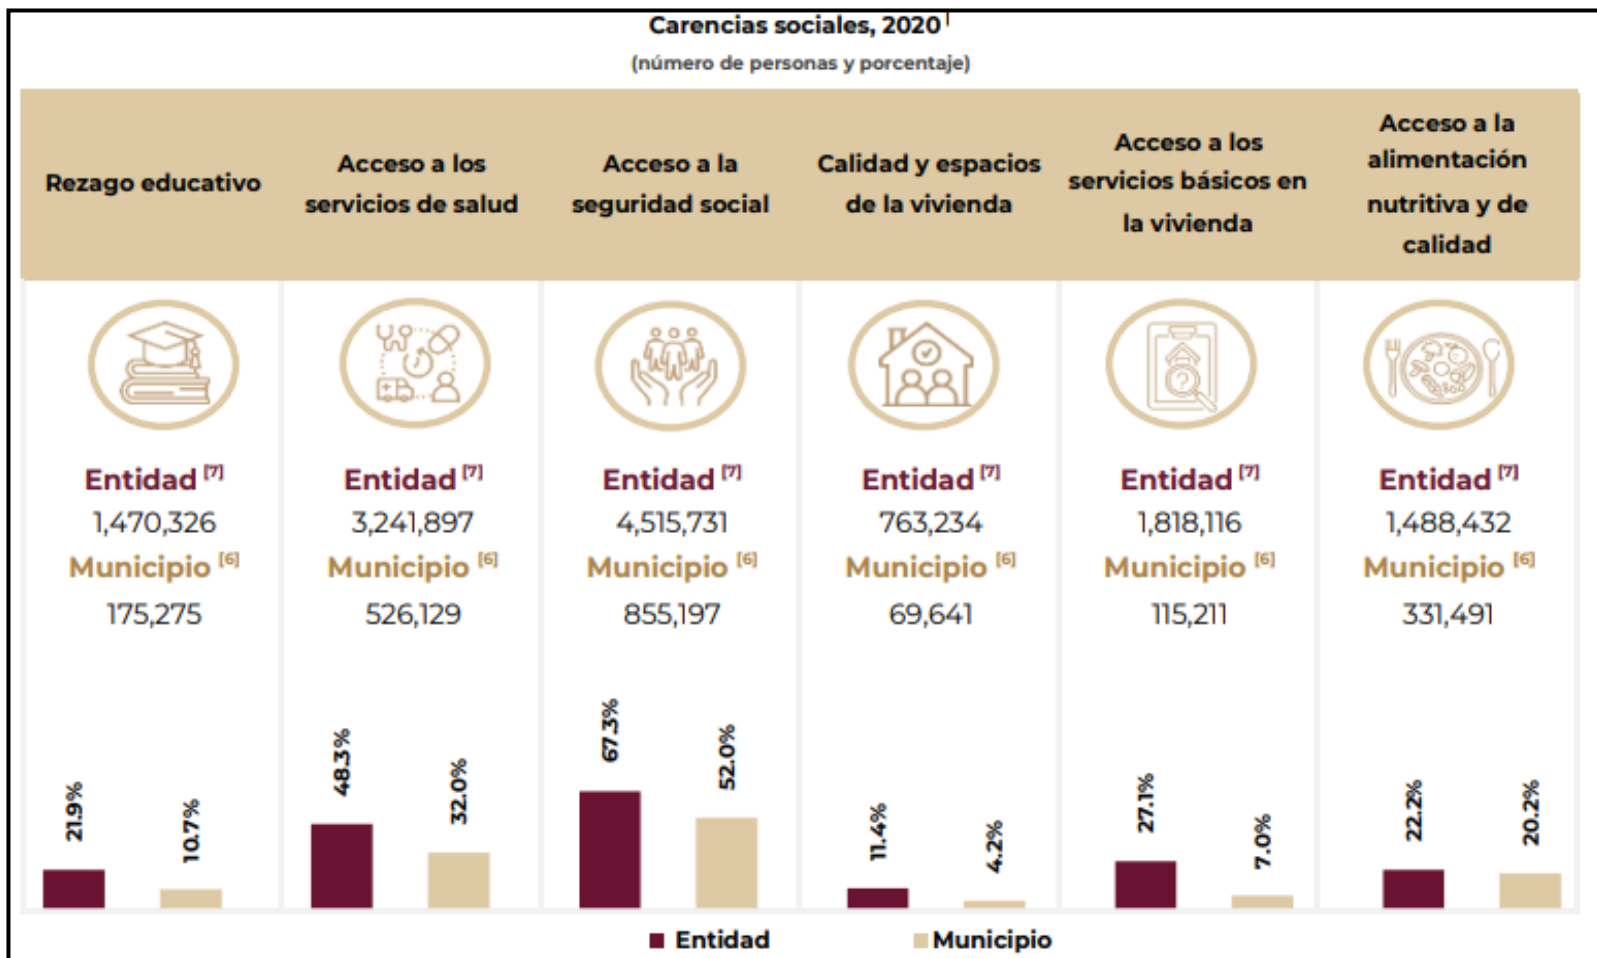 Carencias sociales, 2020
(número de personas y porcentaje)
Rezago educativo
Acceso a los
servicios de salud
Acceso a la
seguridad social
Calidad y espacios
de la vivienda
Acceso a los
servicios básicos en
la vivienda
Acceso a la
alimentación
nutritiva y de
calidad
Entidad [7]
1,470,326
Municipio [6]
175,275
21.9%
10.7%
Entidad [7]
3,241,897
Municipio [6]
526,129
48.3%
32.0%
Entidad [7]
4,515,731
Municipio [6]
855,197
67.3%
52.0%
Entidad [7]
763,234
Municipio [6]
69,641
11.4%
4.2%
Entidad [7]
1,818,116
Municipio [6]
115,211
27.1%
7.0%
Entidad [7]
1,488,432
Municipio [6]
331,491
22.2%
20.2%
Entidad
Municipio